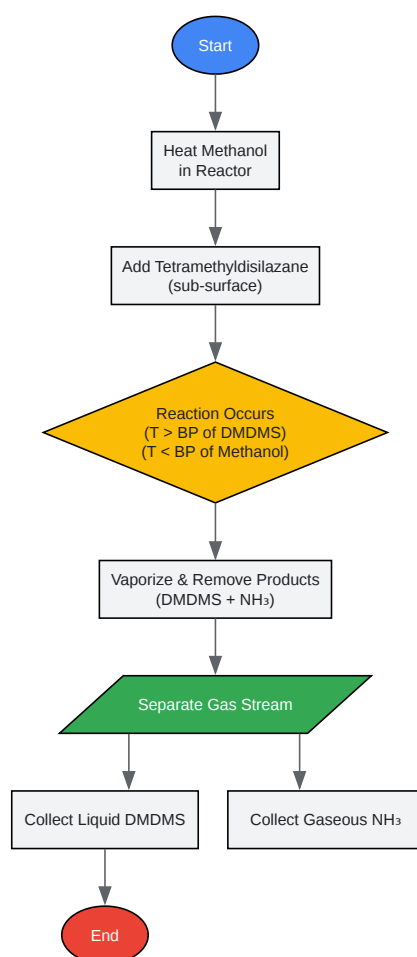 Start
Heat Methanol
in Reactor
Add Tetramethyldisilazane
(sub-surface)
Reaction Occurs
(T > BP of DMDMS)
(T < BP of Methanol)
Vaporize & Remove Products
(DMDMS + NH₃)
Separate Gas Stream
Collect Liquid DMDMS
Collect Gaseous NH₃
End